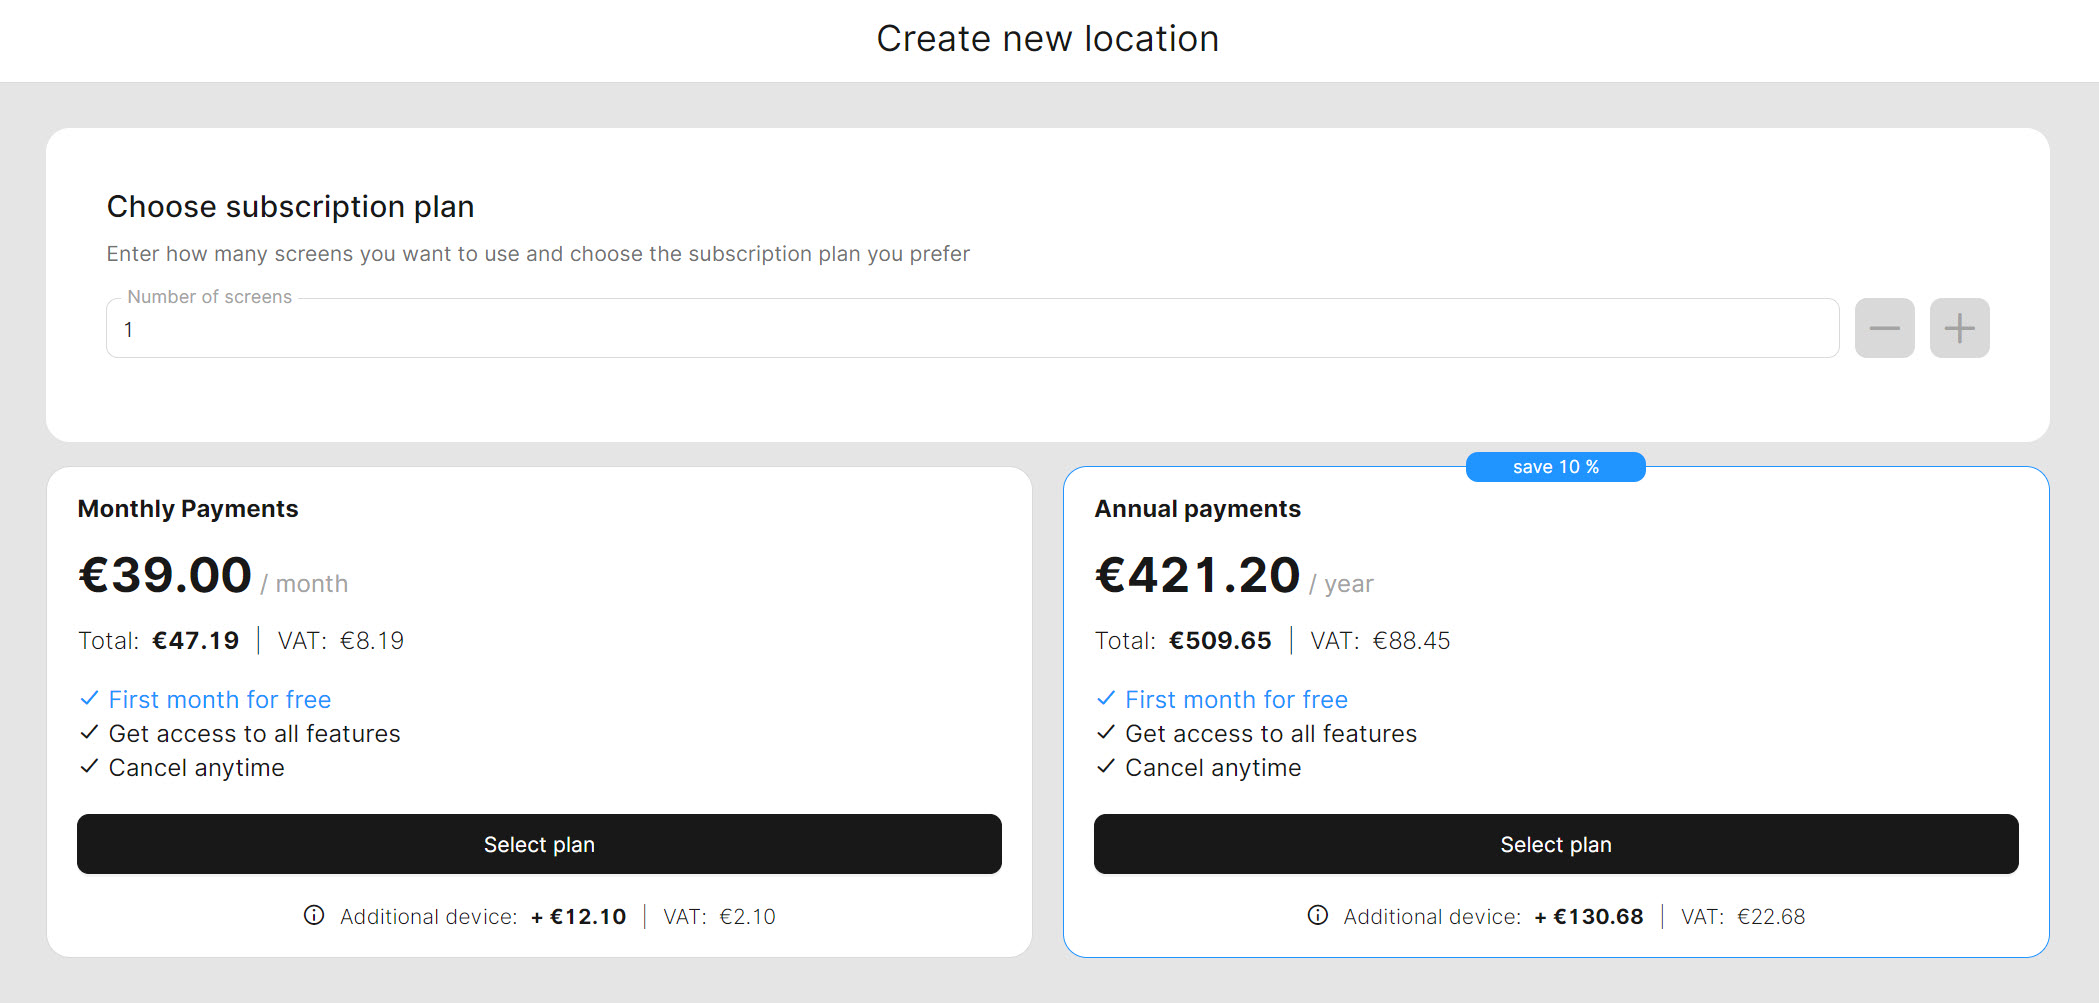 Create new location
Choose subscription plan
Enter how many screens you want to use and choose the subscription plan you prefer
Number of screens
1
Monthly Payments
€39.00 / month
Total: €47.19 | VAT: €8.19
First month for free
Get access to all features
Cancel anytime
Select plan
Additional device: + €12.10 | VAT: €2.10
save 10 %
Annual payments
€421.20 / year
Total: €509.65 | VAT: €88.45
First month for free
Get access to all features
Cancel anytime
Select plan
Additional device: + €130.68 | VAT: €22.68